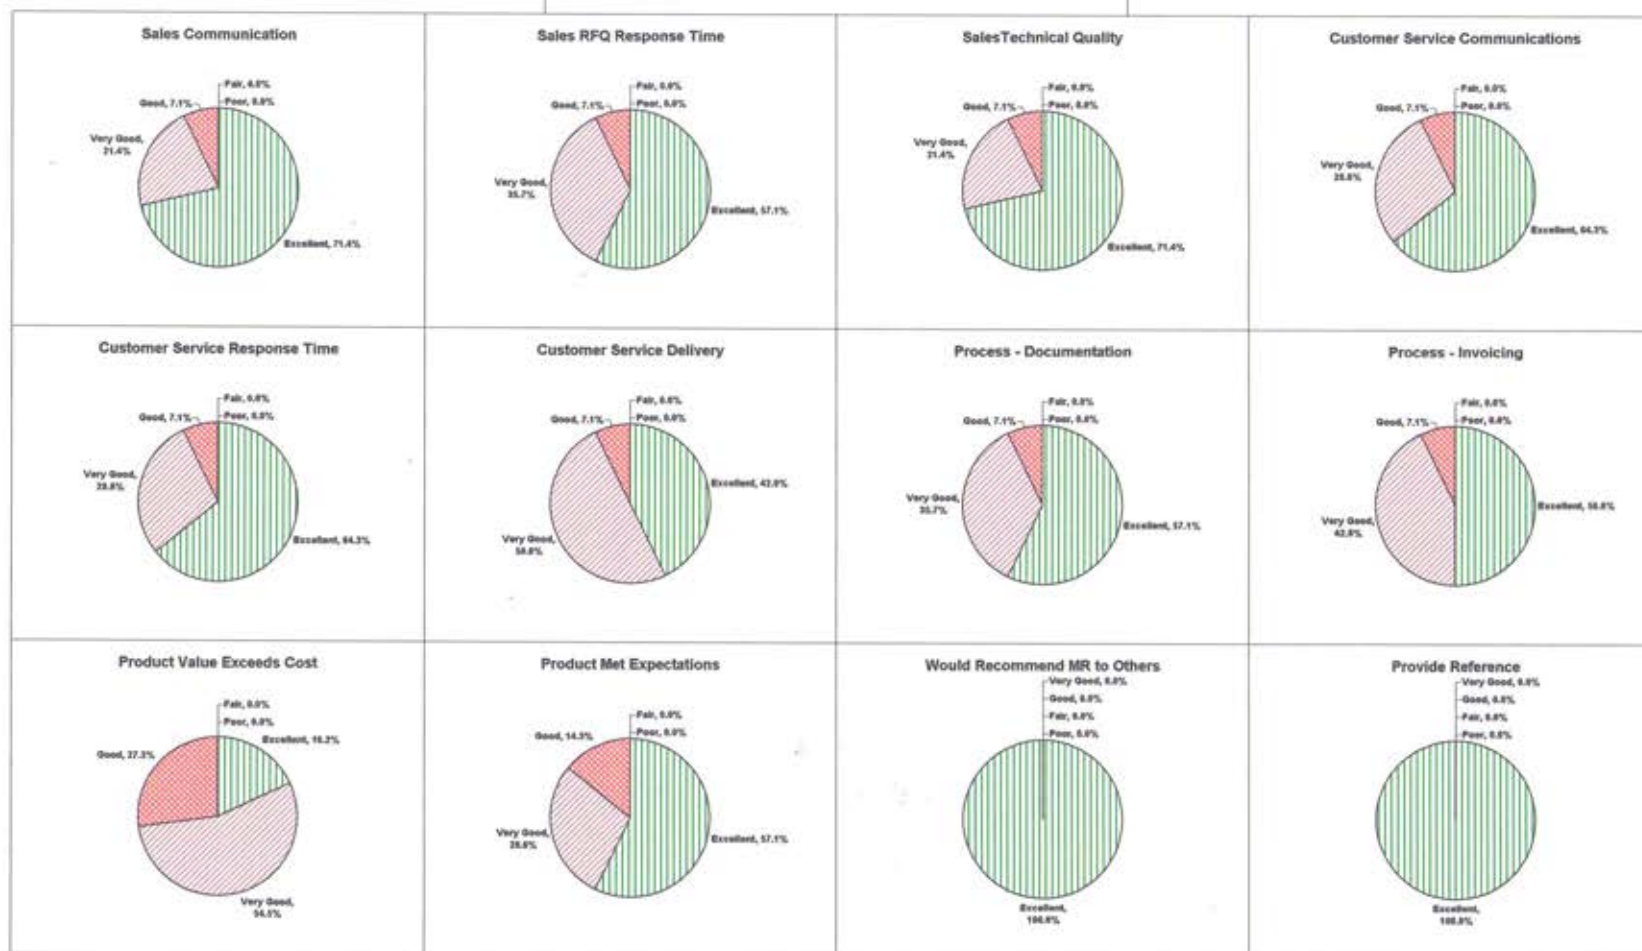 Sales Communication
Fair, 0.0%
Good, 7.1%
Poor, 0.0%
Very Good,
21.4%
Excellent, 71.4%
Sales RFQ Response Time
Fair, 0.0%
Good, 7.1%
Poor, 0.0%
Very Good,
35.7%
Excellent, 57.1%
SalesTechnical Quality
Fair, 0.0%
Good, 7.1%
Poor, 0.0%
Very Good,
21.4%
Excellent, 71.4%
Customer Service Communications
Fair, 0.0%
Good, 7.1%
Poor, 0.0%
Very Good,
28.6%
Excellent, 64.3%
Customer Service Response Time
Fair, 0.0%
Good, 7.1%
Poor, 0.0%
Very Good,
28.6%
Excellent, 64.3%
Customer Service Delivery
Fair, 0.0%
Good, 7.1%
Poor, 0.0%
Excellent, 42.9%
Very Good,
50.0%
Process - Documentation
Fair, 0.0%
Good, 7.1%
Poor, 0.0%
Very Good,
35.7%
Excellent, 57.1%
Process - Invoicing
Fair, 0.0%
Good, 7.1%
Poor, 0.0%
Excellent, 50.0%
Very Good,
42.9%
Product Value Exceeds Cost
Fair, 0.0%
Poor, 0.0%
Excellent, 18.2%
Good, 27.3%
Very Good,
54.5%
Product Met Expectations
Fair, 0.0%
Poor, 0.0%
Good, 14.3%
Very Good,
28.6%
Excellent, 57.1%
Would Recommend MR to Others
Very Good, 0.0%
Good, 0.0%
Fair, 0.0%
Poor, 0.0%
Excellent,
100.0%
Provide Reference
Very Good, 0.0%
Good, 0.0%
Fair, 0.0%
Poor, 0.0%
Excellent,
100.0%